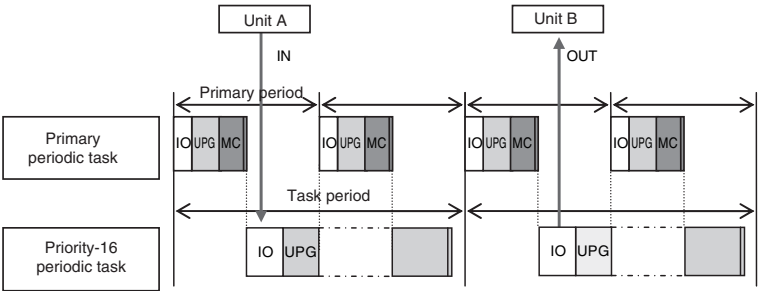 Unit A
Unit B
IN
OUT
Primary period
Primary
periodic task
IO UPG MC
IO UPG MC
IO UPG MC
IO UPG MC
Task period
Priority-16
periodic task
IO UPG
IO UPG